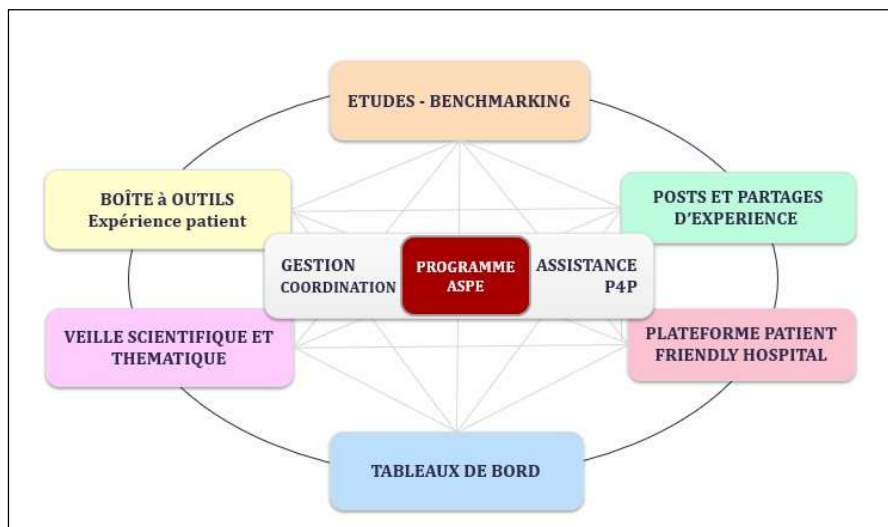 ETUDES - BENCHMARKING
BOÎTE à OUTILS
Expérience patient
POSTS ET PARTAGES
D'EXPERIENCE
GESTION
COORDINATION
PROGRAMME
ASPE
ASSISTANCE
P4P
VEILLE SCIENTIFIQUE ET
THEMATIQUE
PLATEFORME PATIENT
FRIENDLY HOSPITAL
TABLEAUX DE BORD